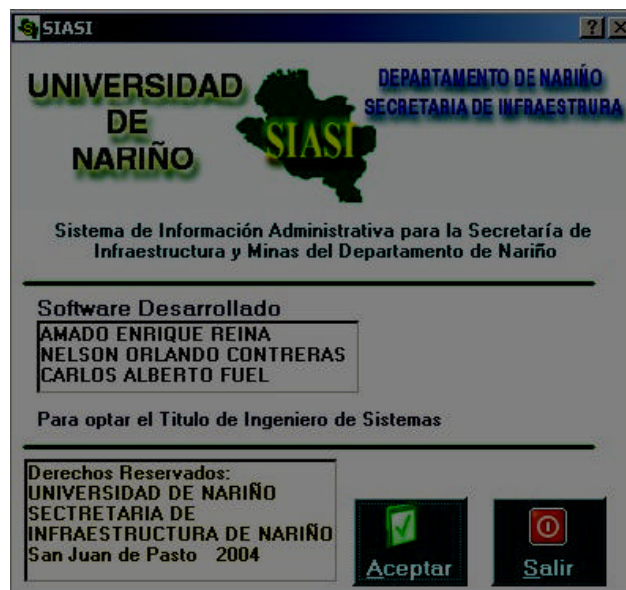 SIASI
UNIVERSIDAD
DE
NARIÑO
SIASI
DEPARTAMENTO DE NARIÑO
SECRETARIA DE INFRAESTRURA
Sistema de Información Administrativa para la Secretaría de
Infraestructura y Minas del Departamento de Nariño
Software Desarrollado
AMADO ENRIQUE REINA
NELSON ORLANDO CONTRERAS
CARLOS ALBERTO FUEL
Para optar el Titulo de Ingeniero de Sistemas
Derechos Reservados:
UNIVERSIDAD DE NARIÑO
SECTRETARIA DE
INFRAESTRUCTURA DE NARIÑO
San Juan de Pasto 2004
Aceptar
Salir